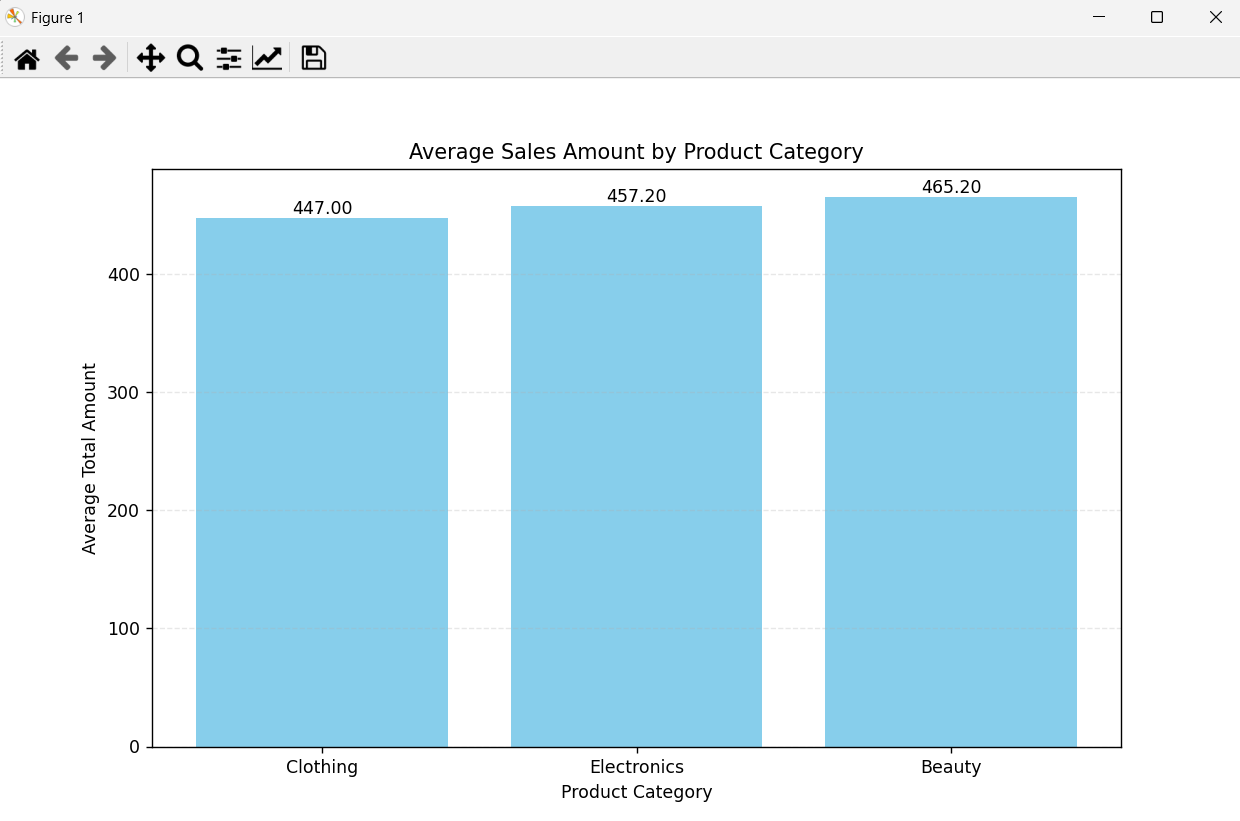 Figure 1
Average Sales Amount by Product Category
447.00
457.20
465.20
400
300
200
100
0
Average Total Amount
Clothing
Electronics
Beauty
Product Category